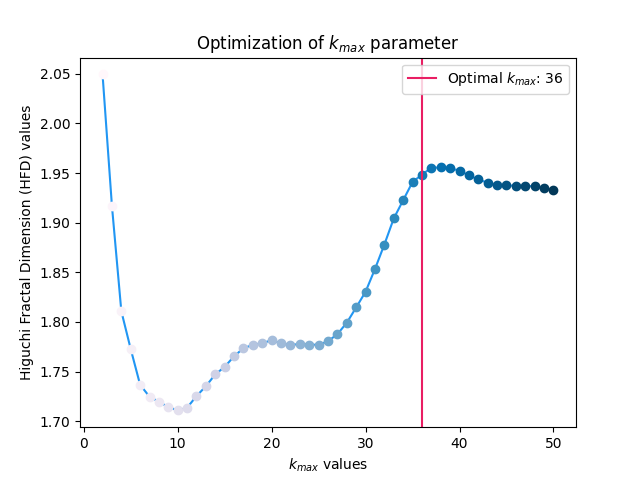 Optimization of k_max parameter
Optimal k_max: 36
Higuchi Fractal Dimension (HFD) values
2.05
2.00
1.95
1.90
1.85
1.80
1.75
1.70
0 10 20 30 40 50
k_max values